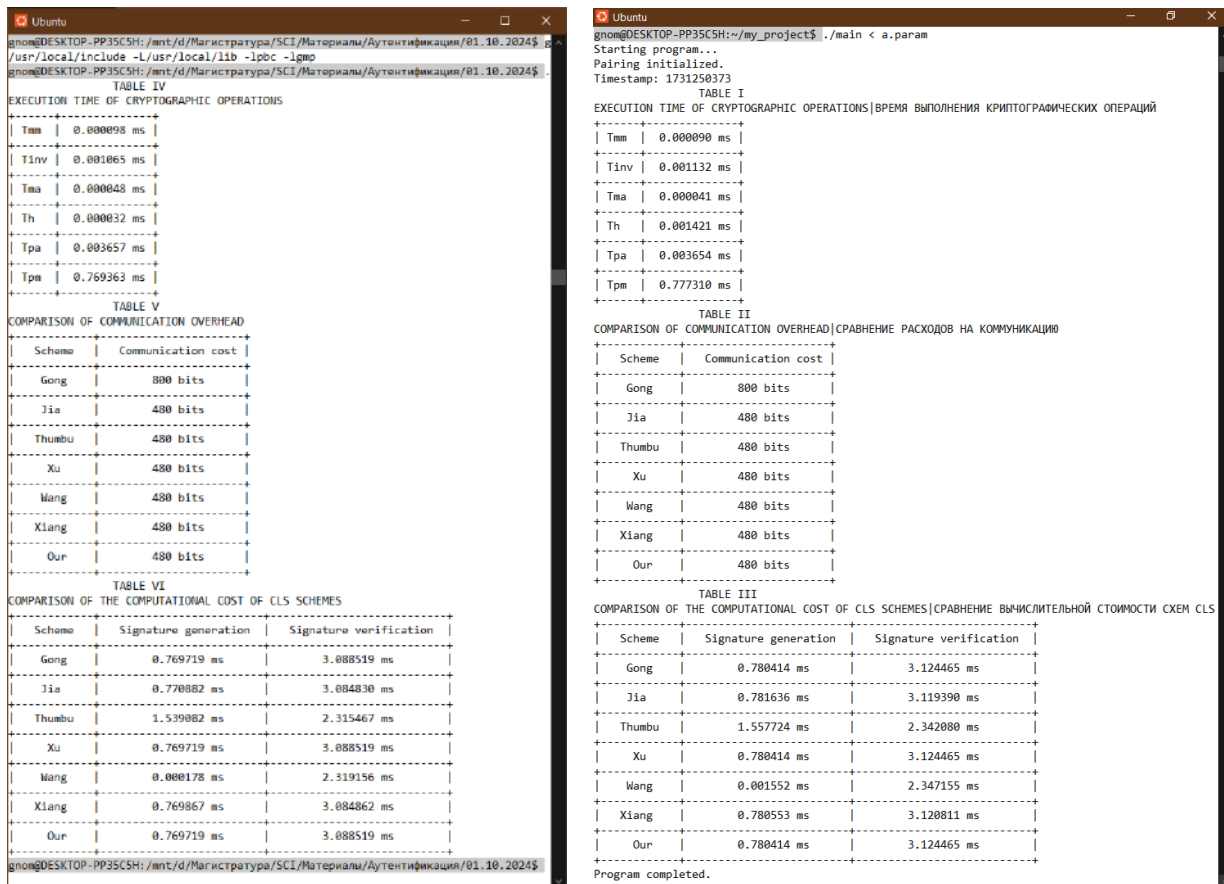 Ubuntu
gnom@DESKTOP-PP35C5H:/mnt/d/Магистратура/SCI/Материалы/Аутентификация/01.10.2024$ g
/usr/local/include -L/usr/local/lib -lpbc -lgmp
gnom@DESKTOP-PP35C5H:/mnt/d/Магистратура/SCI/Материалы/Аутентификация/01.10.2024$ .
TABLE IV
EXECUTION TIME OF CRYPTOGRAPHIC OPERATIONS
| Tmm | 0.000098 ms |
| Tinv | 0.001065 ms |
| Tma | 0.000048 ms |
| Th | 0.000032 ms |
| Tpa | 0.003657 ms |
| Tpm | 0.769363 ms |
TABLE V
COMPARISON OF COMMUNICATION OVERHEAD
| Scheme | Communication cost |
| Gong | 800 bits |
| Jia | 480 bits |
| Thumbu | 480 bits |
| Xu | 480 bits |
| Wang | 480 bits |
| Xiang | 480 bits |
| Our | 480 bits |
TABLE VI
COMPARISON OF THE COMPUTATIONAL COST OF CLS SCHEMES
| Scheme | Signature generation | Signature verification |
| Gong | 0.769719 ms | 3.088519 ms |
| Jia | 0.770882 ms | 3.084830 ms |
| Thumbu | 1.539082 ms | 2.315467 ms |
| Xu | 0.769719 ms | 3.088519 ms |
| Wang | 0.000178 ms | 2.319156 ms |
| Xiang | 0.769867 ms | 3.084862 ms |
| Our | 0.769719 ms | 3.088519 ms |
gnom@DESKTOP-PP35C5H:/mnt/d/Магистратура/SCI/Материалы/Аутентификация/01.10.2024$
Ubuntu
gnom@DESKTOP-PP35C5H:~/my_project$ ./main < a.param
Starting program...
Pairing initialized.
Timestamp: 1731250373
TABLE I
EXECUTION TIME OF CRYPTOGRAPHIC OPERATIONS|ВРЕМЯ ВЫПОЛНЕНИЯ КРИПТОГРАФИЧЕСКИХ ОПЕРАЦИЙ
| Tmm | 0.000090 ms |
| Tinv | 0.001132 ms |
| Tma | 0.000041 ms |
| Th | 0.001421 ms |
| Tpa | 0.003654 ms |
| Tpm | 0.777310 ms |
TABLE II
COMPARISON OF COMMUNICATION OVERHEAD|СРАВНЕНИЕ РАСХОДОВ НА КОММУНИКАЦИЮ
| Scheme | Communication cost |
| Gong | 800 bits |
| Jia | 480 bits |
| Thumbu | 480 bits |
| Xu | 480 bits |
| Wang | 480 bits |
| Xiang | 480 bits |
| Our | 480 bits |
TABLE III
COMPARISON OF THE COMPUTATIONAL COST OF CLS SCHEMES|СРАВНЕНИЕ ВЫЧИСЛИТЕЛЬНОЙ СТОИМОСТИ СХЕМ CLS
| Scheme | Signature generation | Signature verification |
| Gong | 0.780414 ms | 3.124465 ms |
| Jia | 0.781636 ms | 3.119390 ms |
| Thumbu | 1.557724 ms | 2.342080 ms |
| Xu | 0.780414 ms | 3.124465 ms |
| Wang | 0.001552 ms | 2.347155 ms |
| Xiang | 0.780553 ms | 3.120811 ms |
| Our | 0.780414 ms | 3.124465 ms |
Program completed.